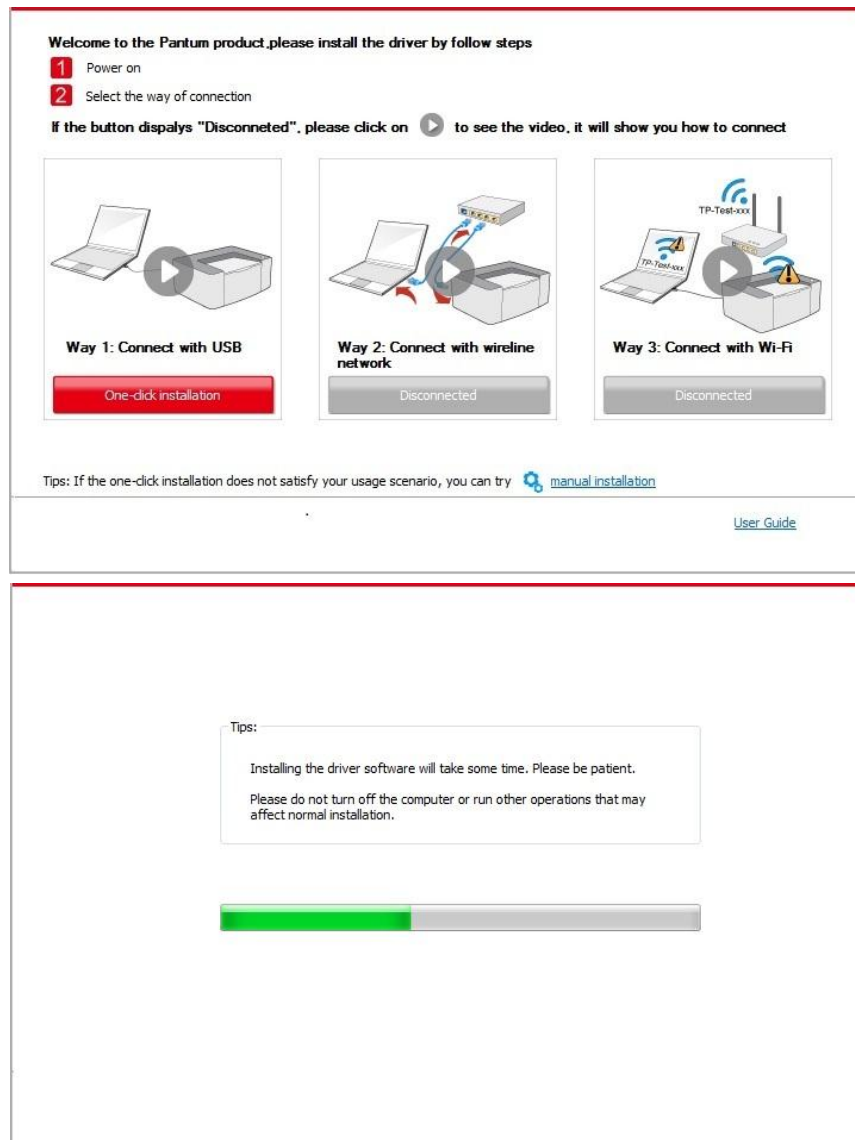 Welcome to the Pantum product,please install the driver by follow steps
1 Power on
2 Select the way of connection
If the button dispalys "Disconneted", please click on to see the video, it will show you how to connect
TP-Test-xxx
TP-Test-xxx
Way 1: Connect with USB
Way 2: Connect with wireline
network
Way 3: Connect with Wi-Fi
One-click installation
Disconnected
Disconnected
Tips: If the one-click installation does not satisfy your usage scenario, you can try manual installation
User Guide
Tips:
Installing the driver software will take some time. Please be patient.
Please do not turn off the computer or run other operations that may
affect normal installation.